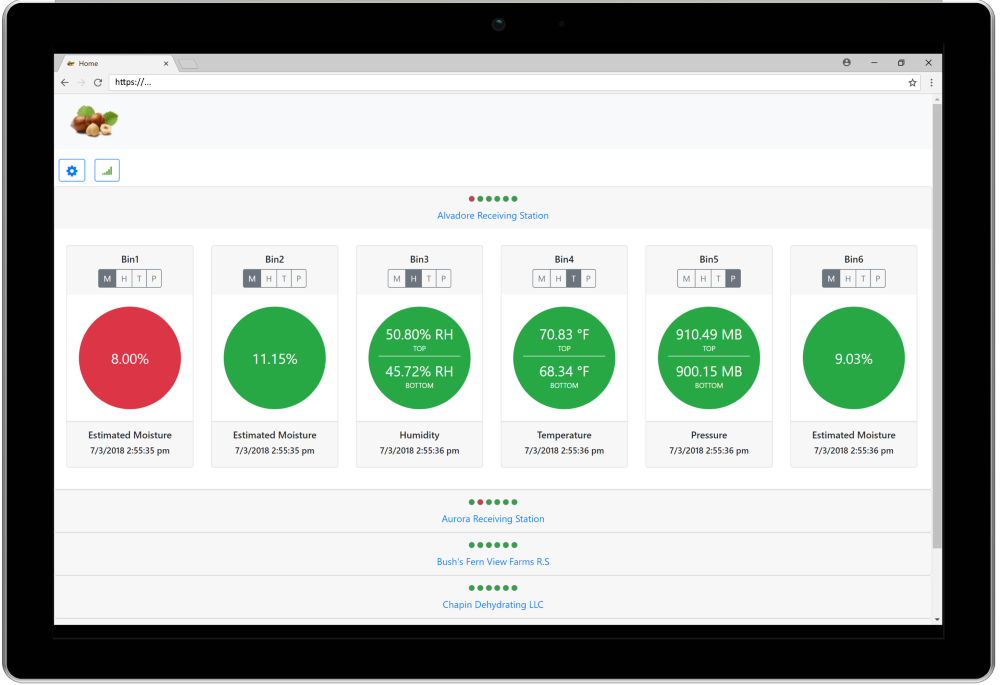 Home
https://...
Alvadore Receiving Station
Bin1
M H T P
8.00%
Estimated Moisture
7/3/2018 2:55:35 pm
Bin2
M H T P
11.15%
Estimated Moisture
7/3/2018 2:55:35 pm
Bin3
M H T P
50.80% RH
TOP
45.72% RH
BOTTOM
Humidity
7/3/2018 2:55:36 pm
Bin4
M H T P
70.83 °F
TOP
68.34 °F
BOTTOM
Temperature
7/3/2018 2:55:36 pm
Bin5
M H T P
910.49 MB
TOP
900.15 MB
BOTTOM
Pressure
7/3/2018 2:55:36 pm
Bin6
M H T P
9.03%
Estimated Moisture
7/3/2018 2:55:36 pm
Aurora Receiving Station
Bush's Fern View Farms R.S
Chapin Dehydrating LLC